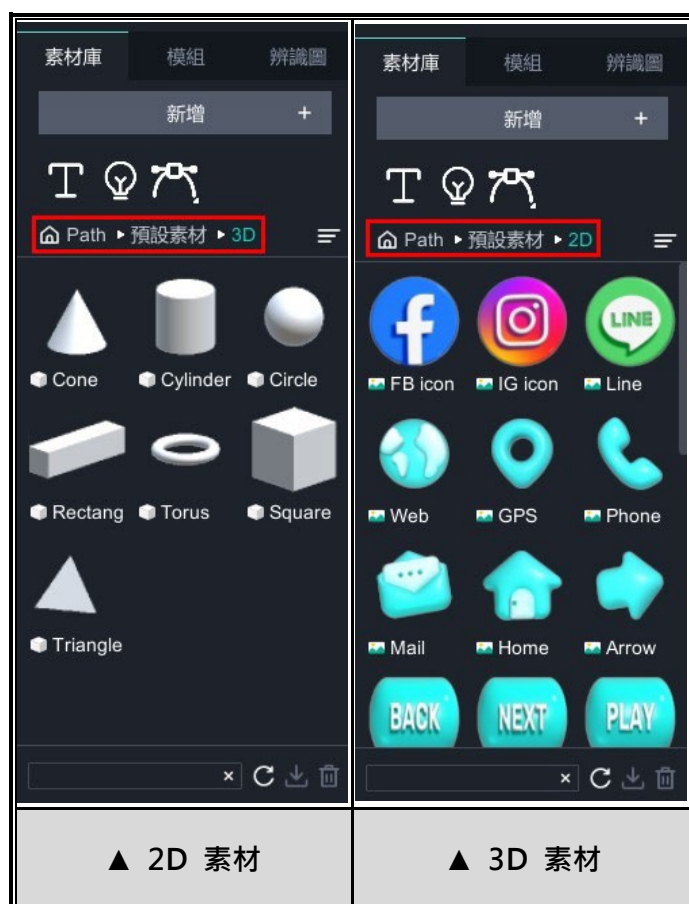 素材庫 模組 辨識圖
新增 +
Path ▸ 預設素材 ▸ 3D
Cone Cylinder Circle
Rectang Torus Square
Triangle
▲ 2D 素材
素材庫 模組 辨識圖
新增 +
Path ▸ 預設素材 ▸ 2D
LINE
FB icon IG icon Line
Web GPS Phone
Mail Home Arrow
BACK NEXT PLAY
▲ 3D 素材